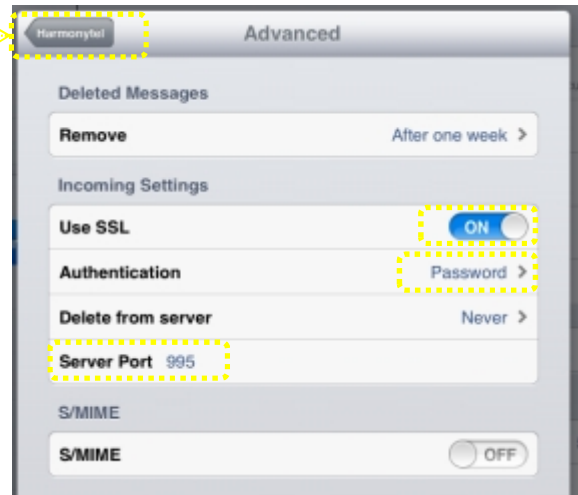 Harmonytel Advanced
Deleted Messages
Remove After one week >
Incoming Settings
Use SSL ON
Authentication Password >
Delete from server Never >
Server Port 995
S/MIME
S/MIME OFF